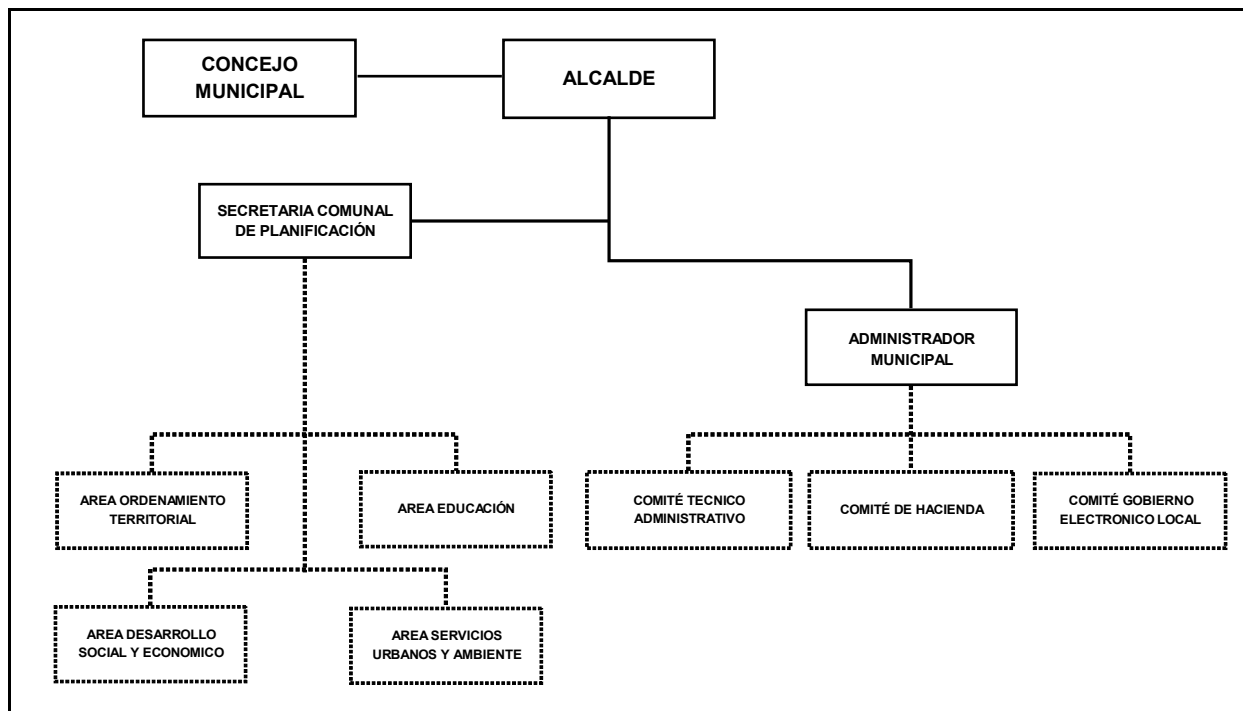 CONCEJO
MUNICIPAL
ALCALDE
SECRETARIA COMUNAL
DE PLANIFICACIÓN
ADMINISTRADOR
MUNICIPAL
AREA ORDENAMIENTO
TERRITORIAL
AREA EDUCACIÓN
COMITÉ TECNICO
ADMINISTRATIVO
COMITÉ DE HACIENDA
COMITÉ GOBIERNO
ELECTRONICO LOCAL
AREA DESARROLLO
SOCIAL Y ECONOMICO
AREA SERVICIOS
URBANOS Y AMBIENTE